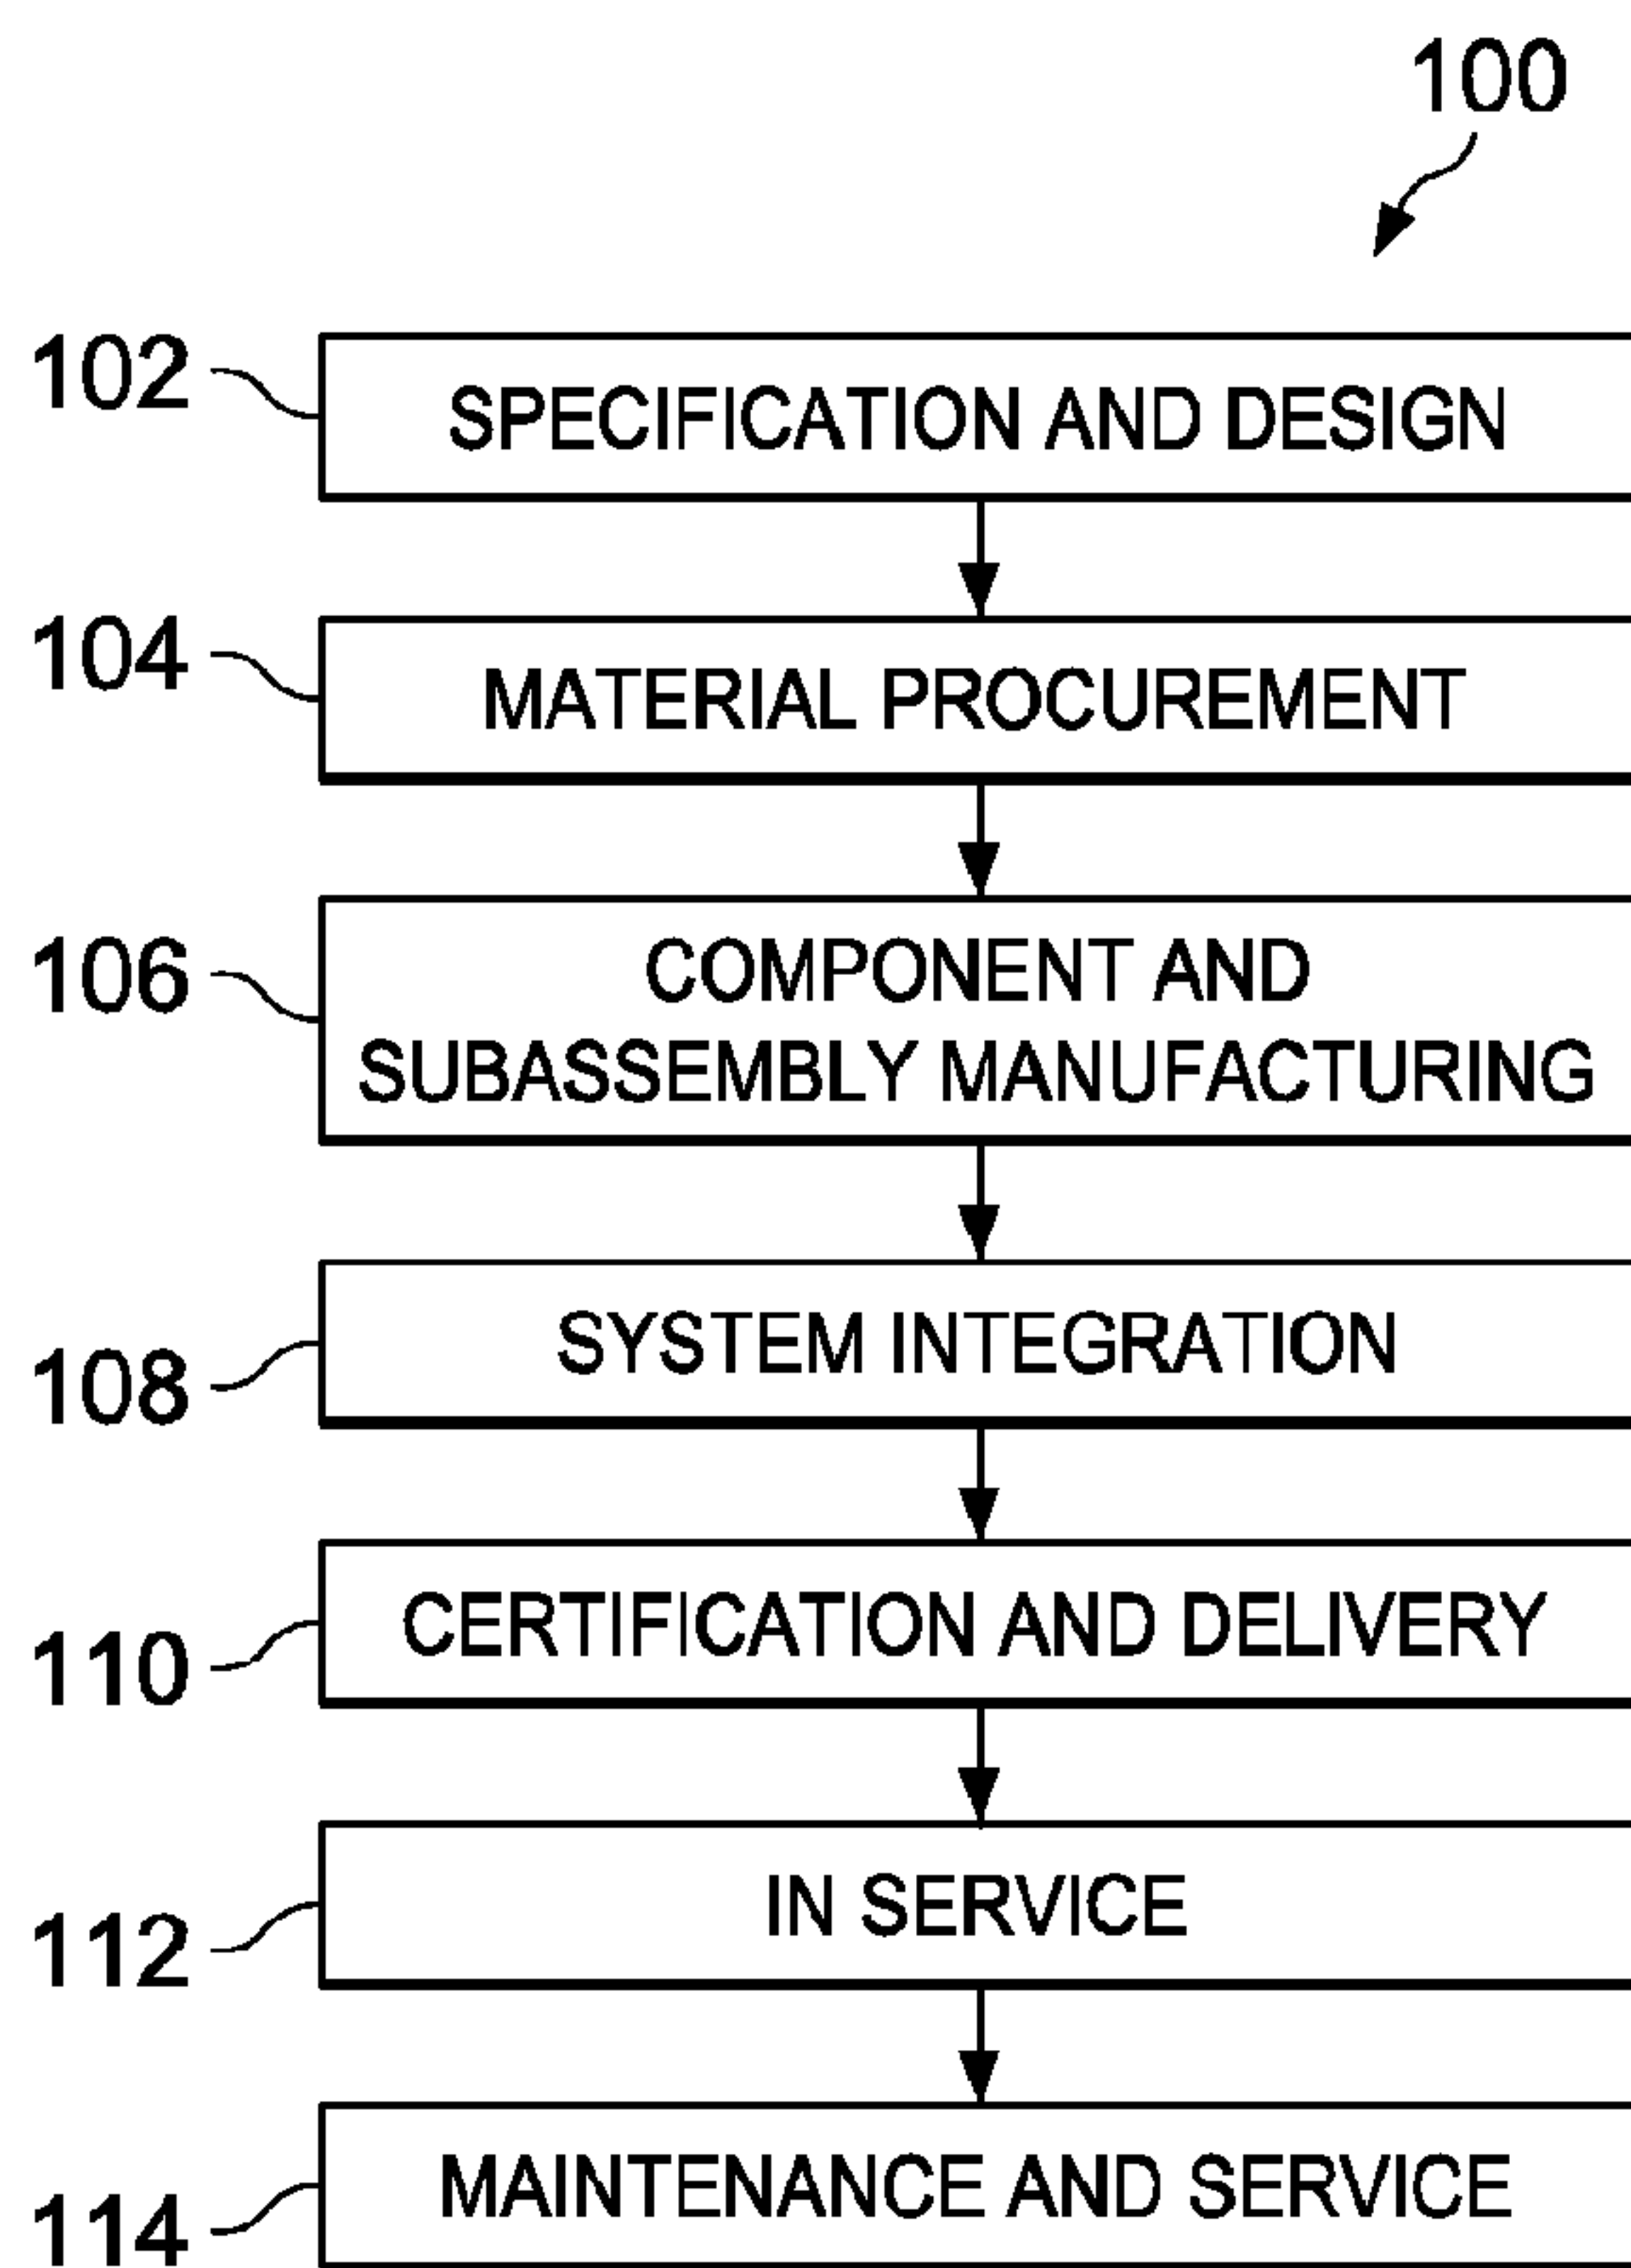 100
102
SPECIFICATION AND DESIGN
104
MATERIAL PROCUREMENT
106
COMPONENT AND
SUBASSEMBLY MANUFACTURING
108
SYSTEM INTEGRATION
110
CERTIFICATION AND DELIVERY
112
IN SERVICE
114
MAINTENANCE AND SERVICE